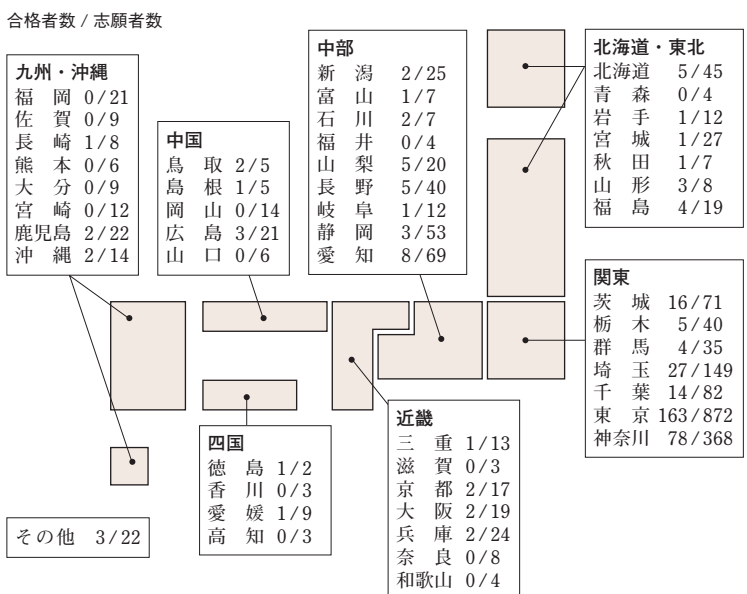 合格者数 / 志願者数
九州・沖縄
福岡 0/21
佐賀 0/9
長崎 1/8
熊本 0/6
大分 0/9
宮崎 0/12
鹿児島 2/22
沖縄 2/14
中国
鳥取 2/5
島根 1/5
岡山 0/14
広島 3/21
山口 0/6
中部
新潟 2/25
富山 1/7
石川 2/7
福井 0/4
山梨 5/20
長野 5/40
岐阜 1/12
静岡 3/53
愛知 8/69
北海道・東北
北海道 5/45
青森 0/4
岩手 1/12
宮城 1/27
秋田 1/7
山形 3/8
福島 4/19
関東
茨城 16/71
栃木 5/40
群馬 4/35
埼玉 27/149
千葉 14/82
東京 163/872
神奈川 78/368
近畿
三重 1/13
滋賀 0/3
京都 2/17
大阪 2/19
兵庫 2/24
奈良 0/8
和歌山 0/4
四国
徳島 1/2
香川 0/3
愛媛 1/9
高知 0/3
その他 3/22